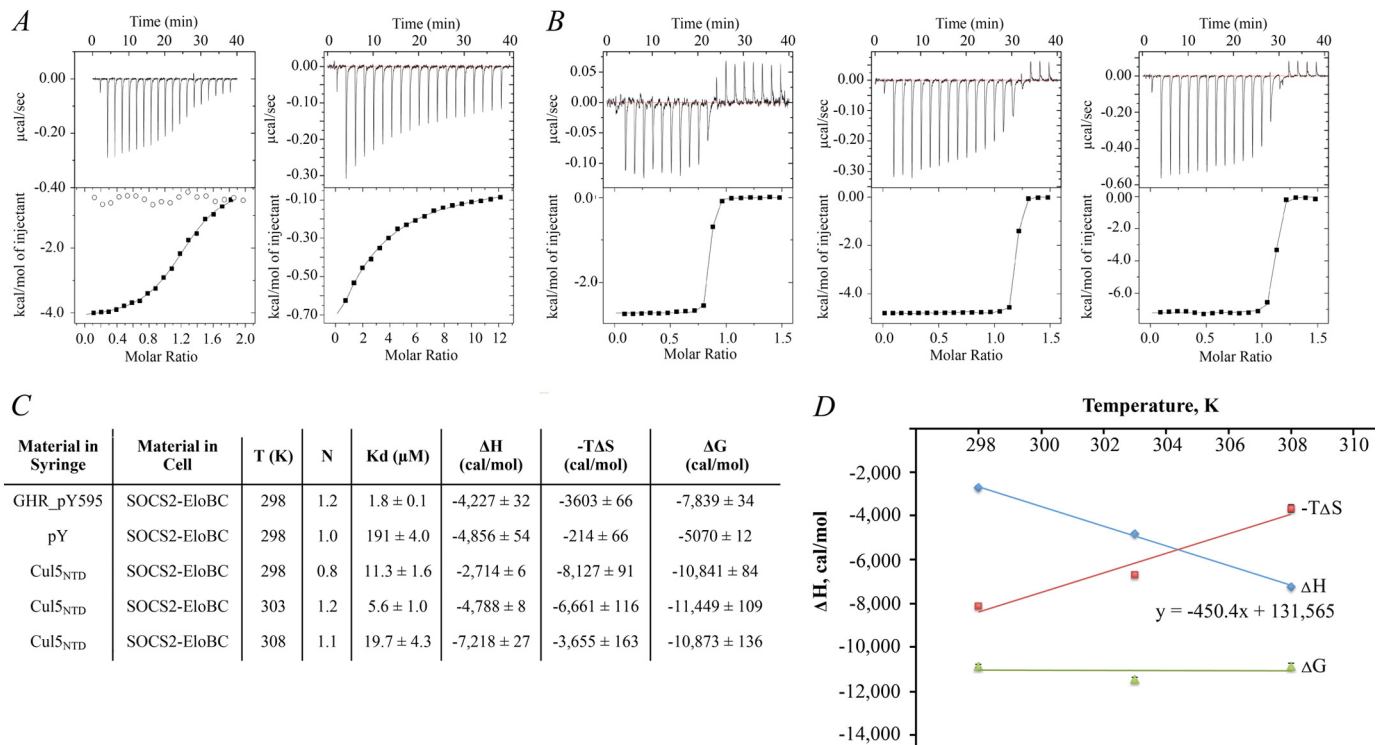 A
Time (min)
0 10 20 30 40 50
0.00
-0.20
-0.40
µcal/sec
-2.0
-4.0
kcal/mol of injectant
0.0 0.4 0.8 1.2 1.6 2.0
Molar Ratio
Time (min)
0 10 20 30 40
0.00
-0.10
-0.20
-0.30
µcal/sec
-0.10
-0.30
-0.50
-0.70
kcal/mol of injectant
0 2 4 6 8 10 12
Molar Ratio
B
Time (min)
0 10 20 30 40
0.05
0.00
-0.05
-0.10
µcal/sec
0.00
-2.0
kcal/mol of injectant
0.0 0.5 1.0 1.5
Molar Ratio
Time (min)
0 10 20 30 40
0.00
-0.10
-0.20
-0.30
µcal/sec
0.0
-2.0
-4.0
kcal/mol of injectant
0.0 0.5 1.0 1.5
Molar Ratio
Time (min)
0 10 20 30 40
0.00
-0.20
-0.40
-0.60
µcal/sec
0.0
-2.0
-4.0
-6.0
kcal/mol of injectant
0.0 0.5 1.0 1.5
Molar Ratio
C
Material in Syringe Material in Cell T (K) N Kd (µM) ΔH (cal/mol) -TΔS (cal/mol) ΔG (cal/mol)
GHR_pY595 SOCS2-EloBC 298 1.2 1.8 ± 0.1 -4,227 ± 32 -3603 ± 66 -7,839 ± 34
pY SOCS2-EloBC 298 1.0 191 ± 4.0 -4,856 ± 54 -214 ± 66 -5070 ± 12
Cul5NTD SOCS2-EloBC 298 0.8 11.3 ± 1.6 -2,714 ± 6 -8,127 ± 91 -10,841 ± 84
Cul5NTD SOCS2-EloBC 303 1.2 5.6 ± 1.0 -4,788 ± 8 -6,661 ± 116 -11,449 ± 109
Cul5NTD SOCS2-EloBC 308 1.1 19.7 ± 4.3 -7,218 ± 27 -3,655 ± 163 -10,873 ± 136
D
Temperature, K
298 300 302 304 306 308 310
-2,000
-4,000
-6,000
-8,000
-10,000
-12,000
-14,000
ΔH, cal/mol
-TΔS
ΔH
y = -450.4x + 131,565
ΔG